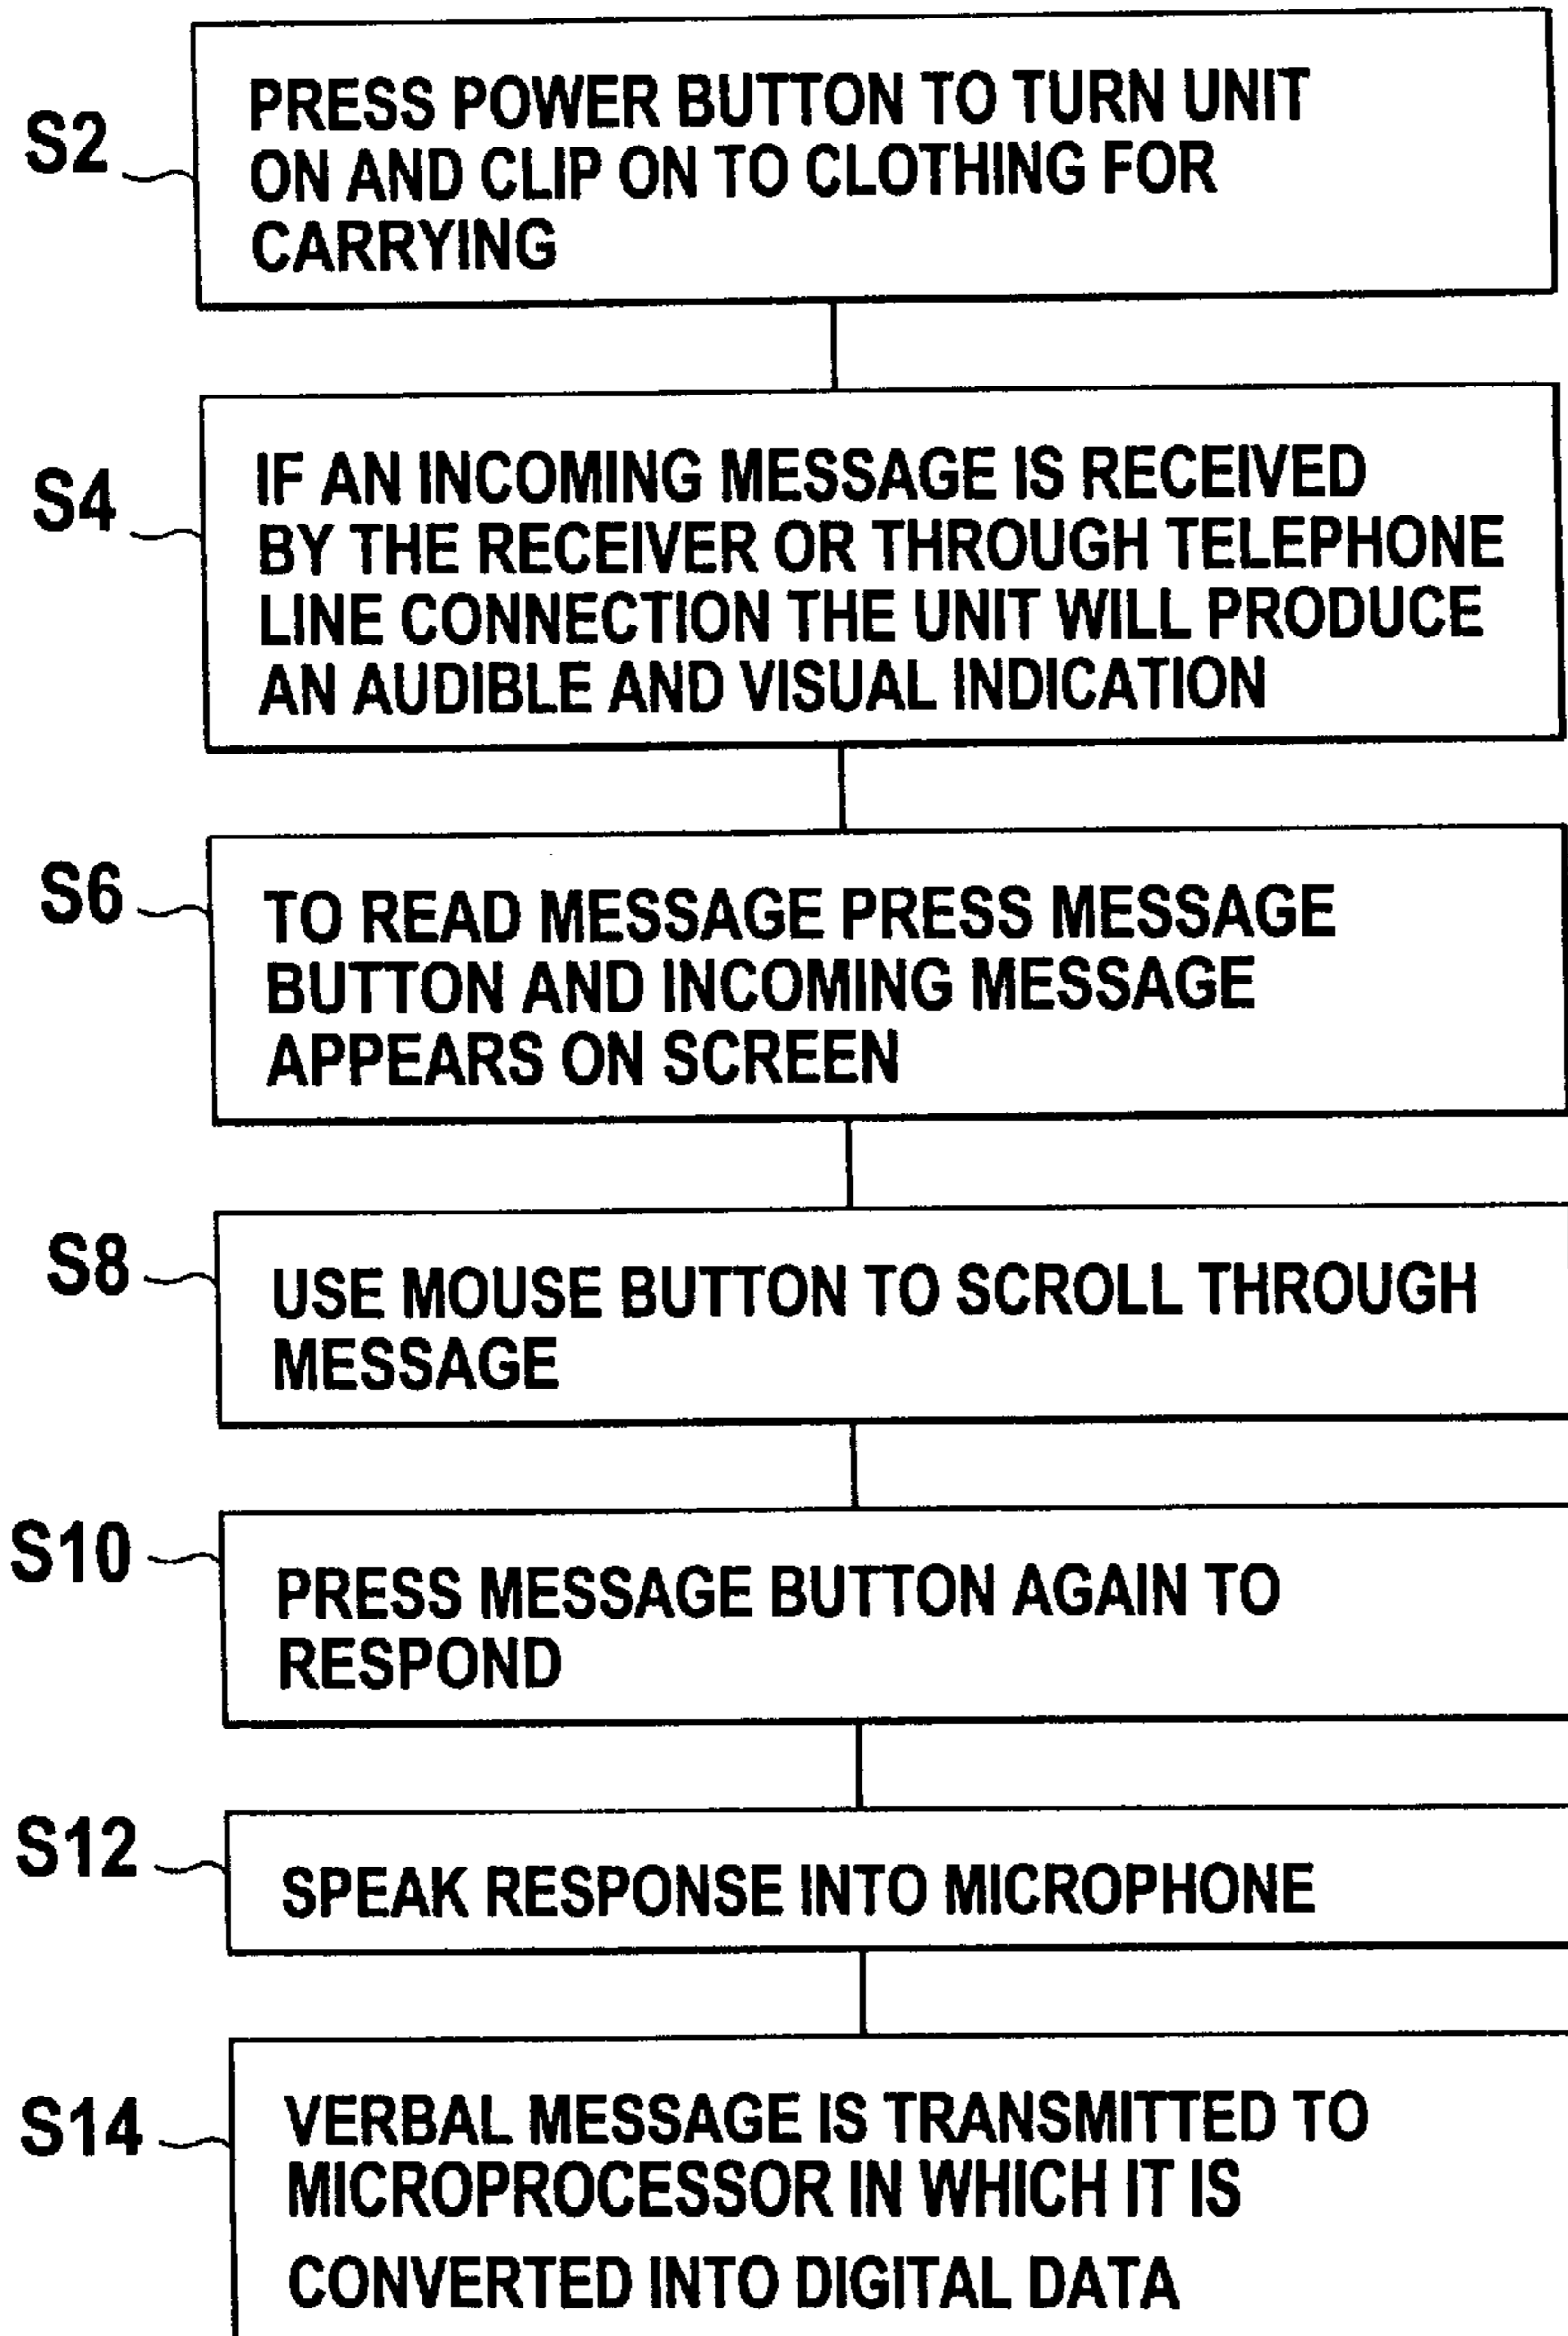 S2
PRESS POWER BUTTON TO TURN UNIT
ON AND CLIP ON TO CLOTHING FOR
CARRYING
S4
IF AN INCOMING MESSAGE IS RECEIVED
BY THE RECEIVER OR THROUGH TELEPHONE
LINE CONNECTION THE UNIT WILL PRODUCE
AN AUDIBLE AND VISUAL INDICATION
S6
TO READ MESSAGE PRESS MESSAGE
BUTTON AND INCOMING MESSAGE
APPEARS ON SCREEN
S8
USE MOUSE BUTTON TO SCROLL THROUGH
MESSAGE
S10
PRESS MESSAGE BUTTON AGAIN TO
RESPOND
S12
SPEAK RESPONSE INTO MICROPHONE
S14
VERBAL MESSAGE IS TRANSMITTED TO
MICROPROCESSOR IN WHICH IT IS
CONVERTED INTO DIGITAL DATA